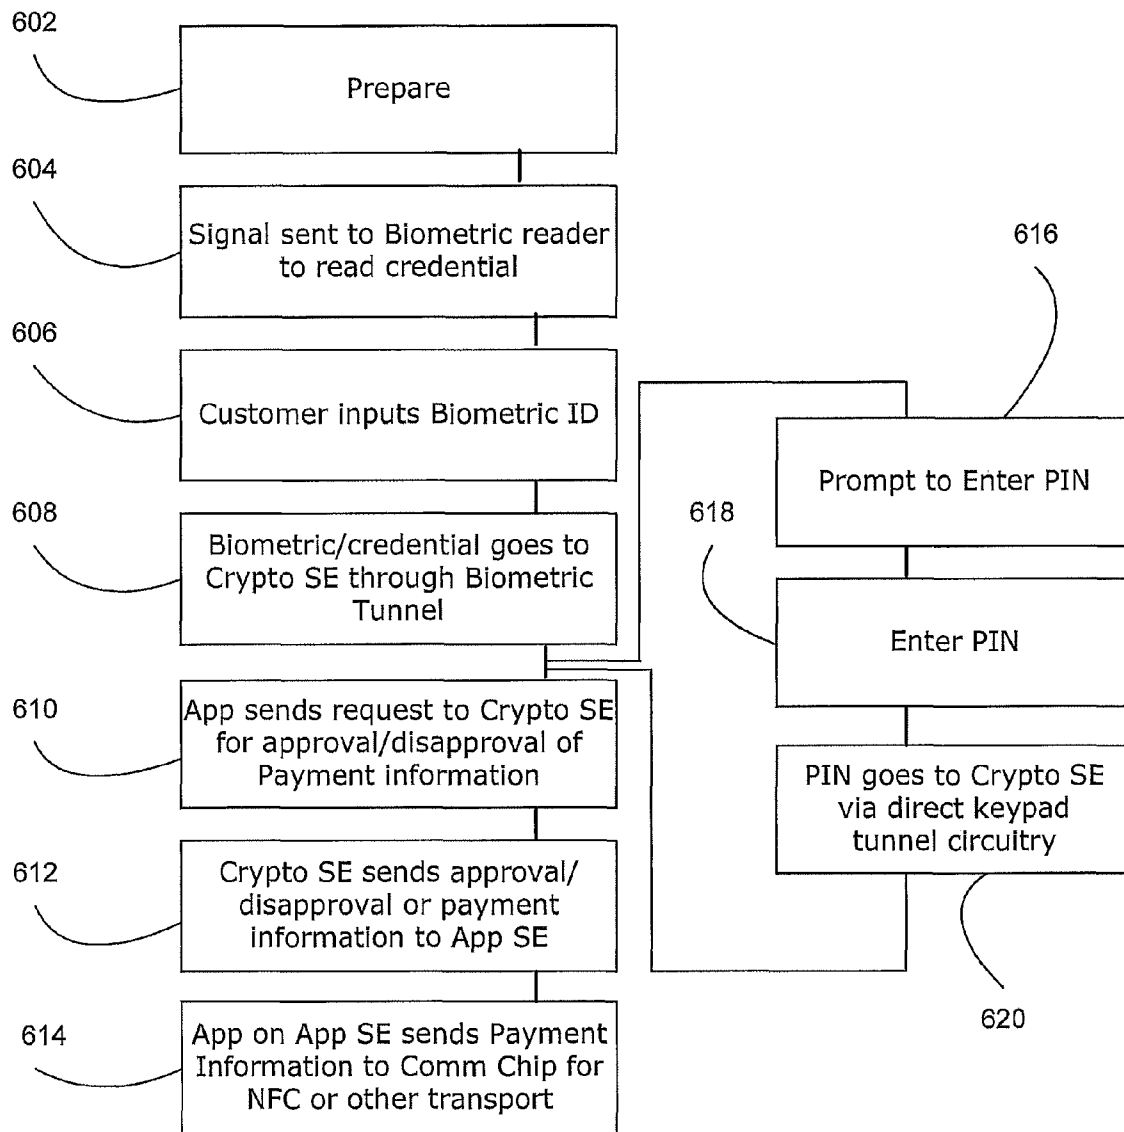 602
Prepare
604
Signal sent to Biometric reader
to read credential
606
Customer inputs Biometric ID
608
Biometric/credential goes to
Crypto SE through Biometric
Tunnel
610
App sends request to Crypto SE
for approval/disapproval of
Payment information
612
Crypto SE sends approval/
disapproval or payment
information to App SE
614
App on App SE sends Payment
Information to Comm Chip for
NFC or other transport
616
Prompt to Enter PIN
618
Enter PIN
PIN goes to Crypto SE
via direct keypad
tunnel circuitry
620